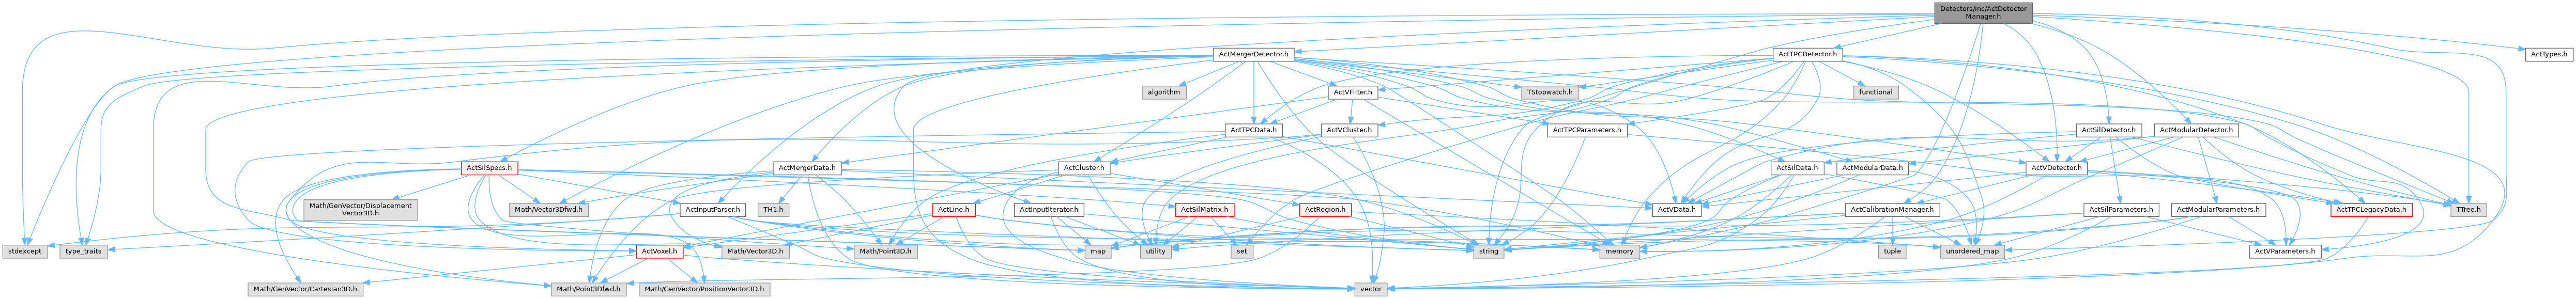 Detectors/inc/ActDetector
Manager.h
ActMergerDetector.h
ActTPCDetector.h
ActTypes.h
algorithm
ActVFilter.h
TStopwatch.h
functional
ActTPCData.h
ActVCluster.h
ActTPCParameters.h
ActSilDetector.h
ActModularDetector.h
ActSilSpecs.h
ActMergerData.h
ActCluster.h
ActSilData.h
ActModularData.h
ActVDetector.h
Math/GenVector/Displacement
Vector3D.h
Math/Vector3Dfwd.h
TH1.h
ActInputParser.h
ActLine.h
ActInputIterator.h
ActSilMatrix.h
ActRegion.h
ActVData.h
ActCalibrationManager.h
ActSilParameters.h
ActModularParameters.h
ActTPCLegacyData.h
TTree.h
stdexcept
type_traits
ActVoxel.h
Math/Vector3D.h
Math/Point3D.h
map
utility
set
string
memory
tuple
unordered_map
ActVParameters.h
Math/GenVector/Cartesian3D.h
Math/Point3Dfwd.h
Math/GenVector/PositionVector3D.h
vector